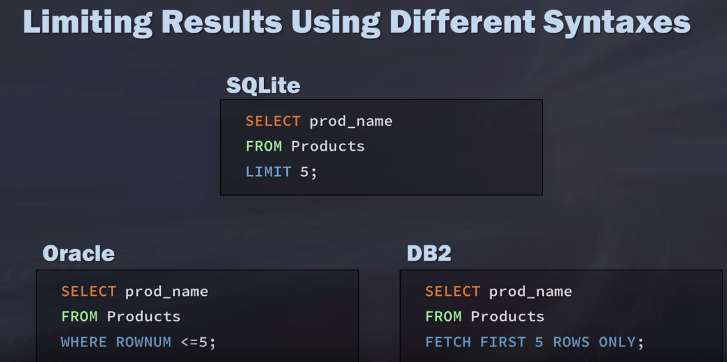 Limiting Results Using Different Syntaxes
SQLite
SELECT prod_name
FROM Products
LIMIT 5;
Oracle
SELECT prod_name
FROM Products
WHERE ROWNUM <=5;
DB2
SELECT prod_name
FROM Products
FETCH FIRST 5 ROWS ONLY;